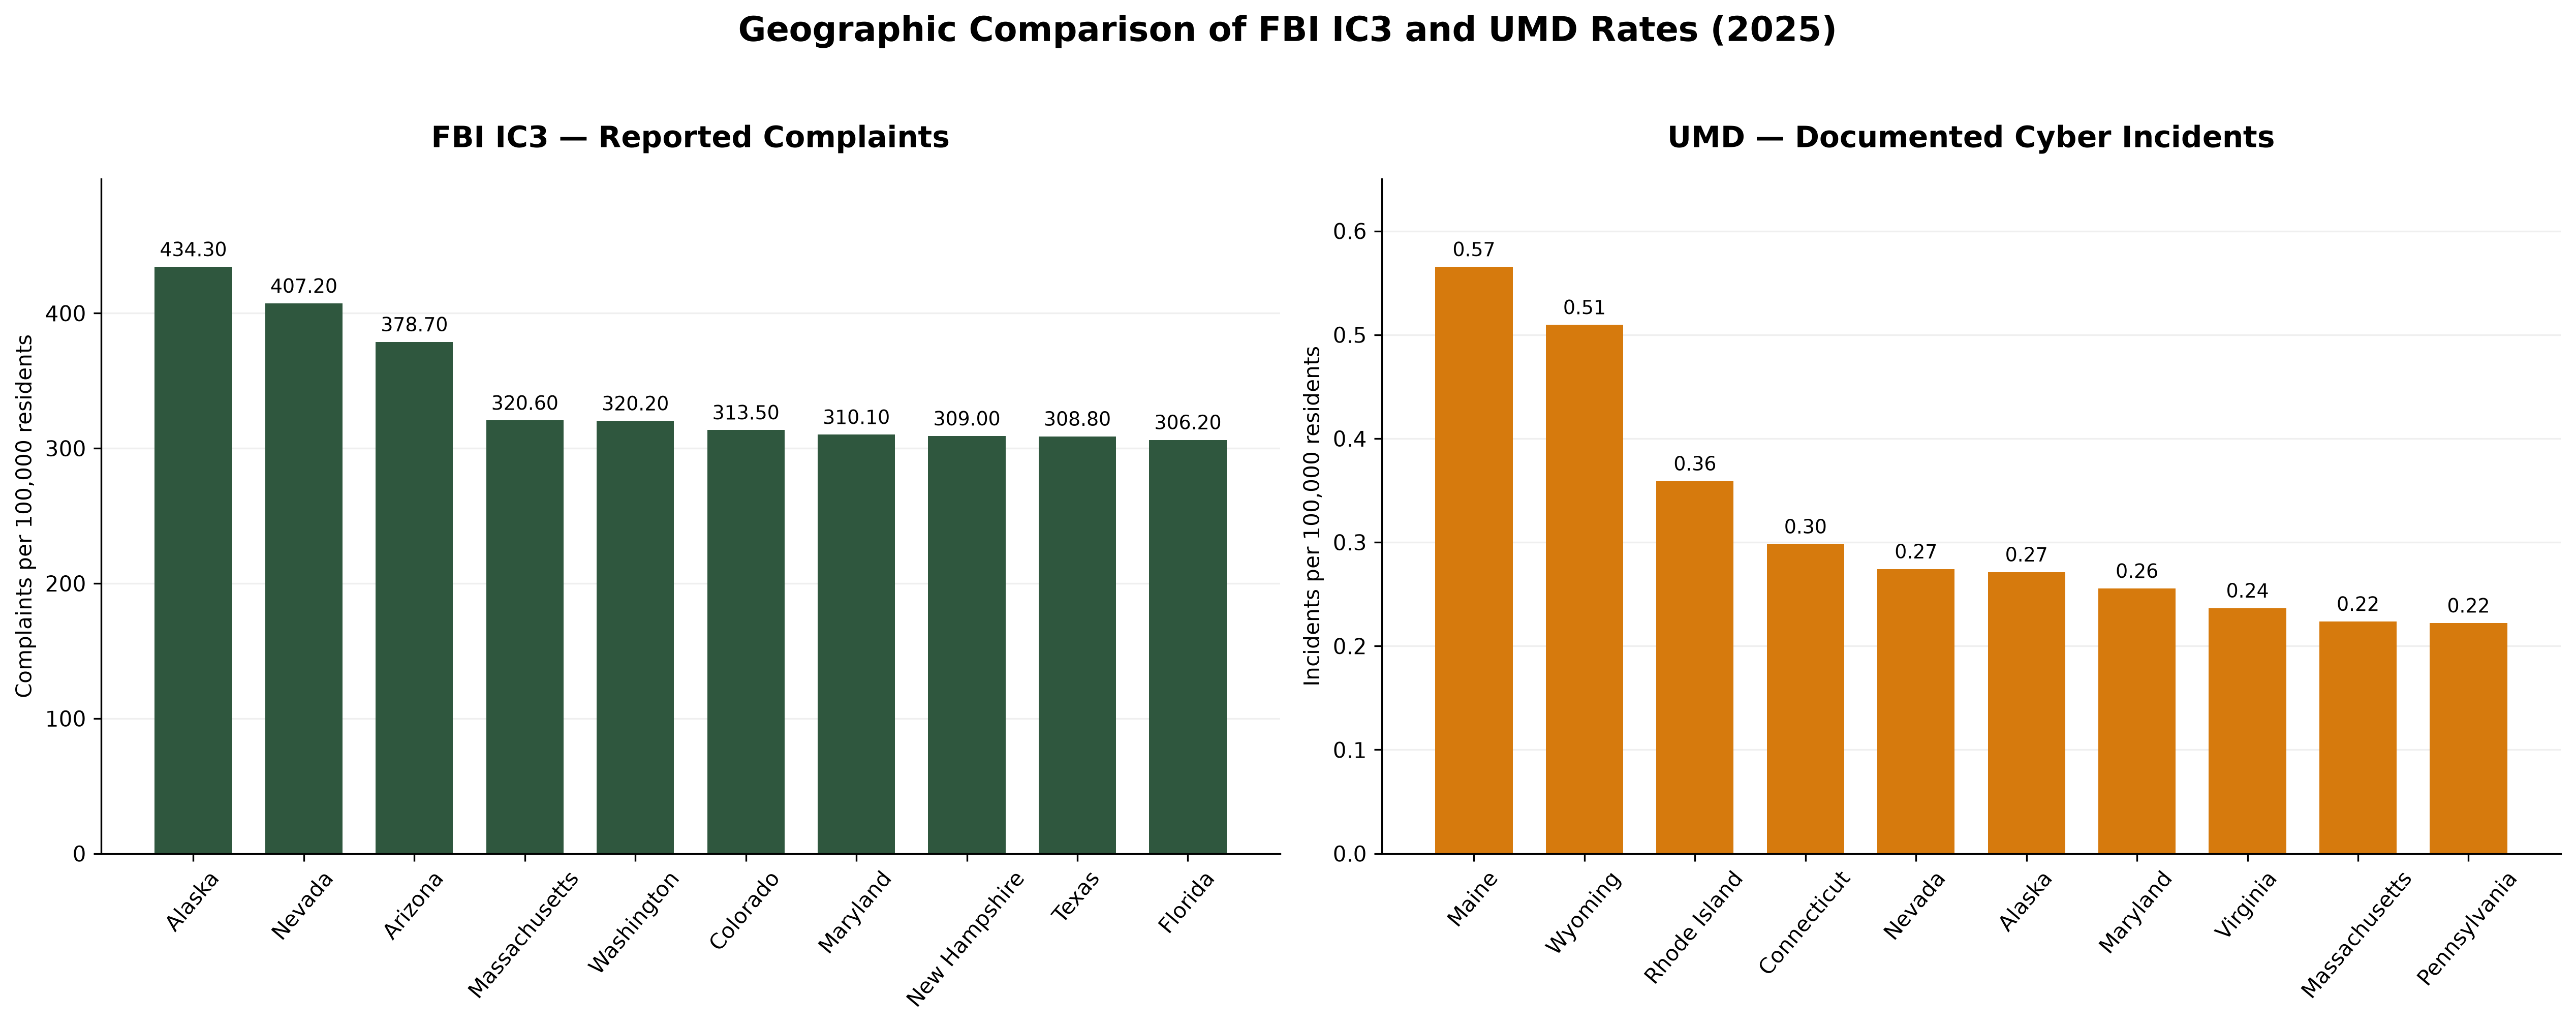 Geographic Comparison of FBI IC3 and UMD Rates (2025)
FBI IC3 — Reported Complaints
Complaints per 100,000 residents
400
300
200
100
0
434.30
407.20
378.70
320.60
320.20
313.50
310.10
309.00
308.80
306.20
Alaska
Nevada
Arizona
Massachusetts
Washington
Colorado
Maryland
New Hampshire
Texas
Florida
UMD — Documented Cyber Incidents
Incidents per 100,000 residents
0.6
0.5
0.4
0.3
0.2
0.1
0.0
0.57
0.51
0.36
0.30
0.27
0.27
0.26
0.24
0.22
0.22
Maine
Wyoming
Rhode Island
Connecticut
Nevada
Alaska
Maryland
Virginia
Massachusetts
Pennsylvania